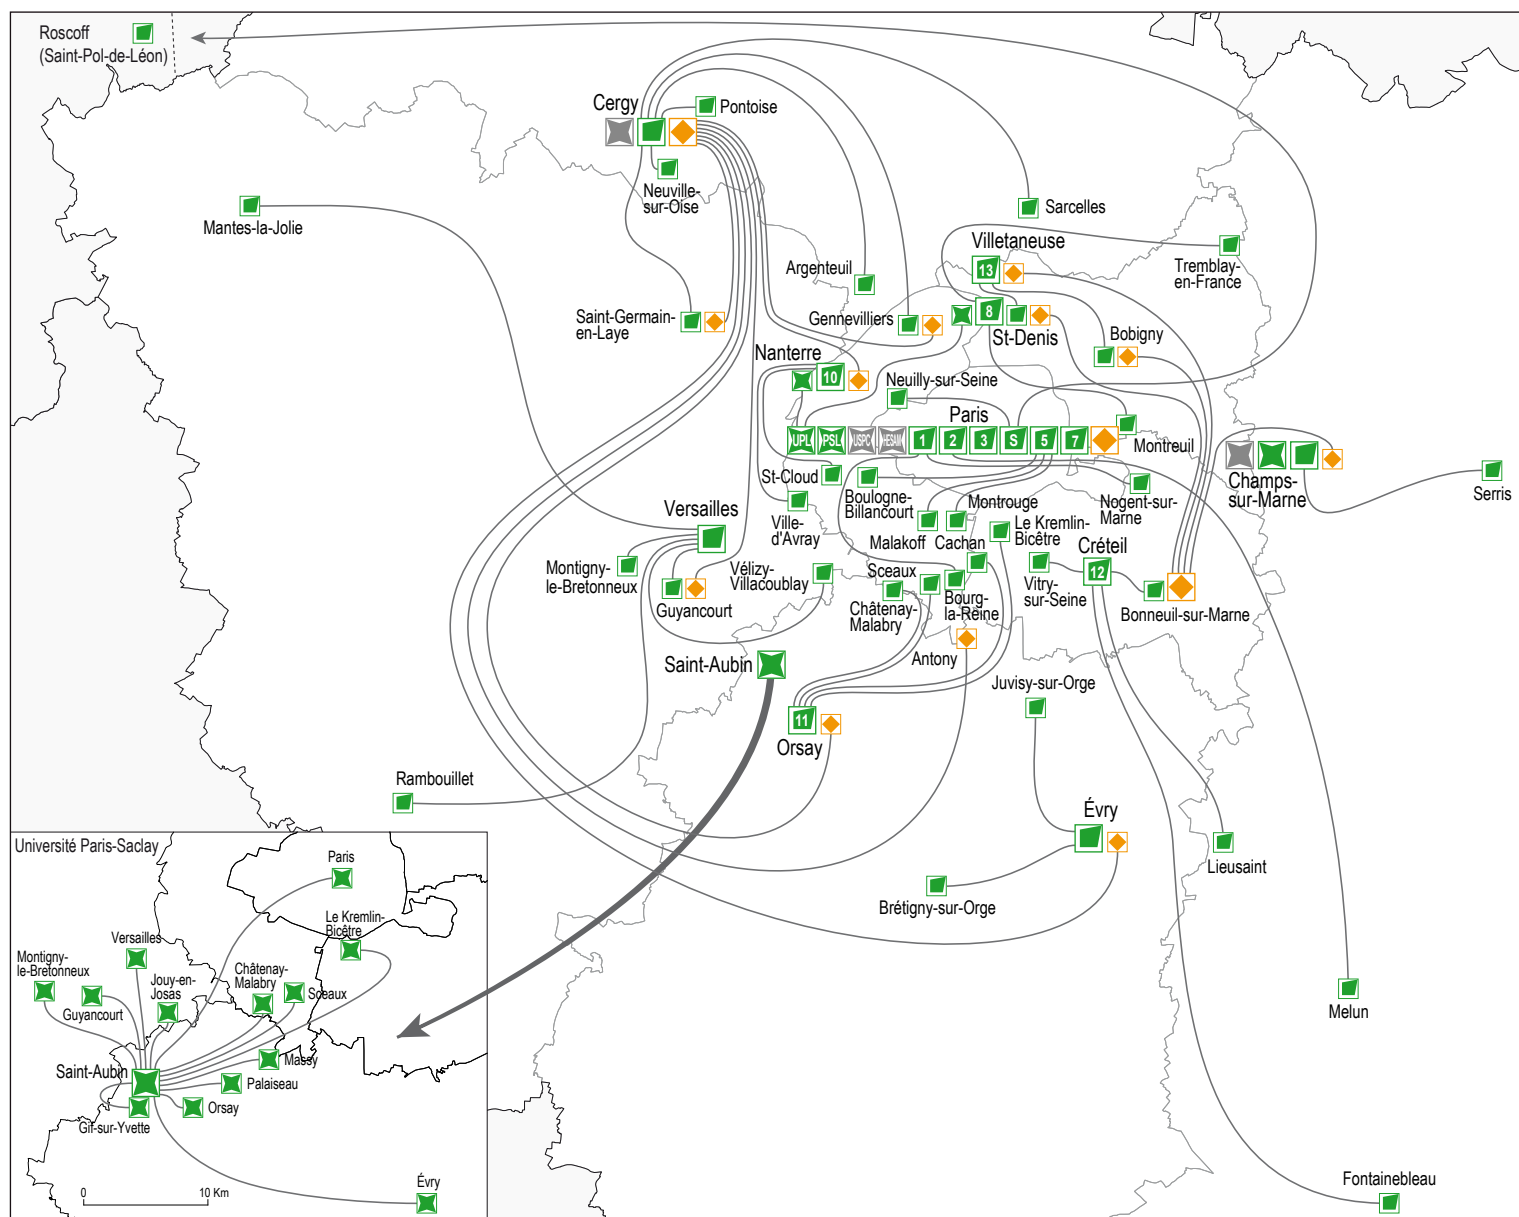 Roscoff
(Saint-Pol-de-Léon)
Cergy
Pontoise
Neuville-
sur-Oise
Mantes-la-Jolie
Sarcelles
Villetaneuse
13
Tremblay-
en-France
Argenteuil
Saint-Germain-
en-Laye
Gennevilliers
8
St-Denis
Bobigny
Nanterre
10
Neuilly-sur-Seine
Paris
UPL
PSL
USPC
HESAM
1
2
3
S
5
7
Montreuil
Champs-
sur-Marne
Serris
St-Cloud
Ville-
d'Avray
Boulogne-
Billancourt
Montrouge
Nogent-sur-
Marne
Malakoff
Cachan
Le Kremlin-
Bicêtre
Versailles
Montigny-
le-Bretonneux
Guyancourt
Vélizy-
Villacoublay
Sceaux
Châtenay-
Malabry
Bourg-
la-Reine
Vitry-
sur-Seine
Créteil
12
Bonneuil-sur-Marne
Antony
Saint-Aubin
11
Orsay
Juvisy-sur-Orge
Rambouillet
Évry
Brétigny-sur-Orge
Lieusaint
Melun
Fontainebleau
Université Paris-Saclay
Paris
Le Kremlin-
Bicêtre
Versailles
Montigny-
le-Bretonneux
Guyancourt
Jouy-en-
Josas
Châtenay-
Malabry
Sceaux
Saint-Aubin
Massy
Palaiseau
Orsay
Gif-sur-Yvette
Évry
0
10 Km